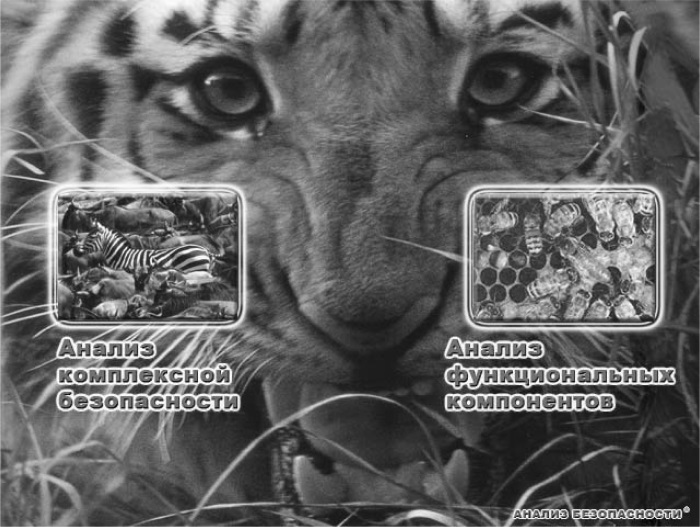 Анализ
комплексной
безопасности
Анализ
функциональных
компонентов
АНАЛИЗ БЕЗОПАСНОСТИ®